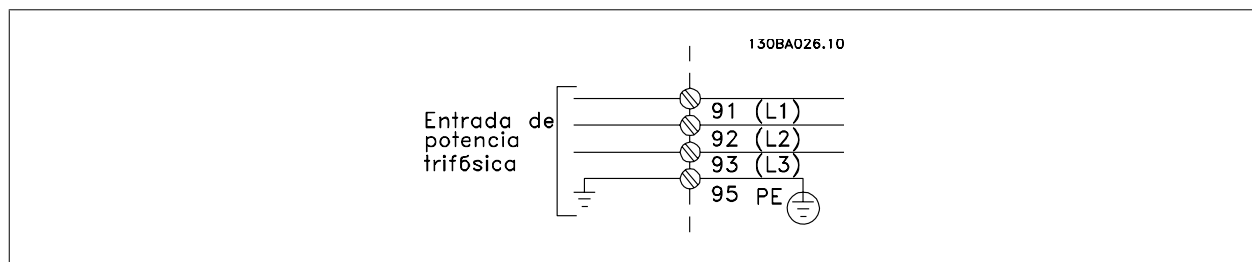 130BA026.10
Entrada de
potencia
trif6sica
91 (L1)
92 (L2)
93 (L3)
95 PE